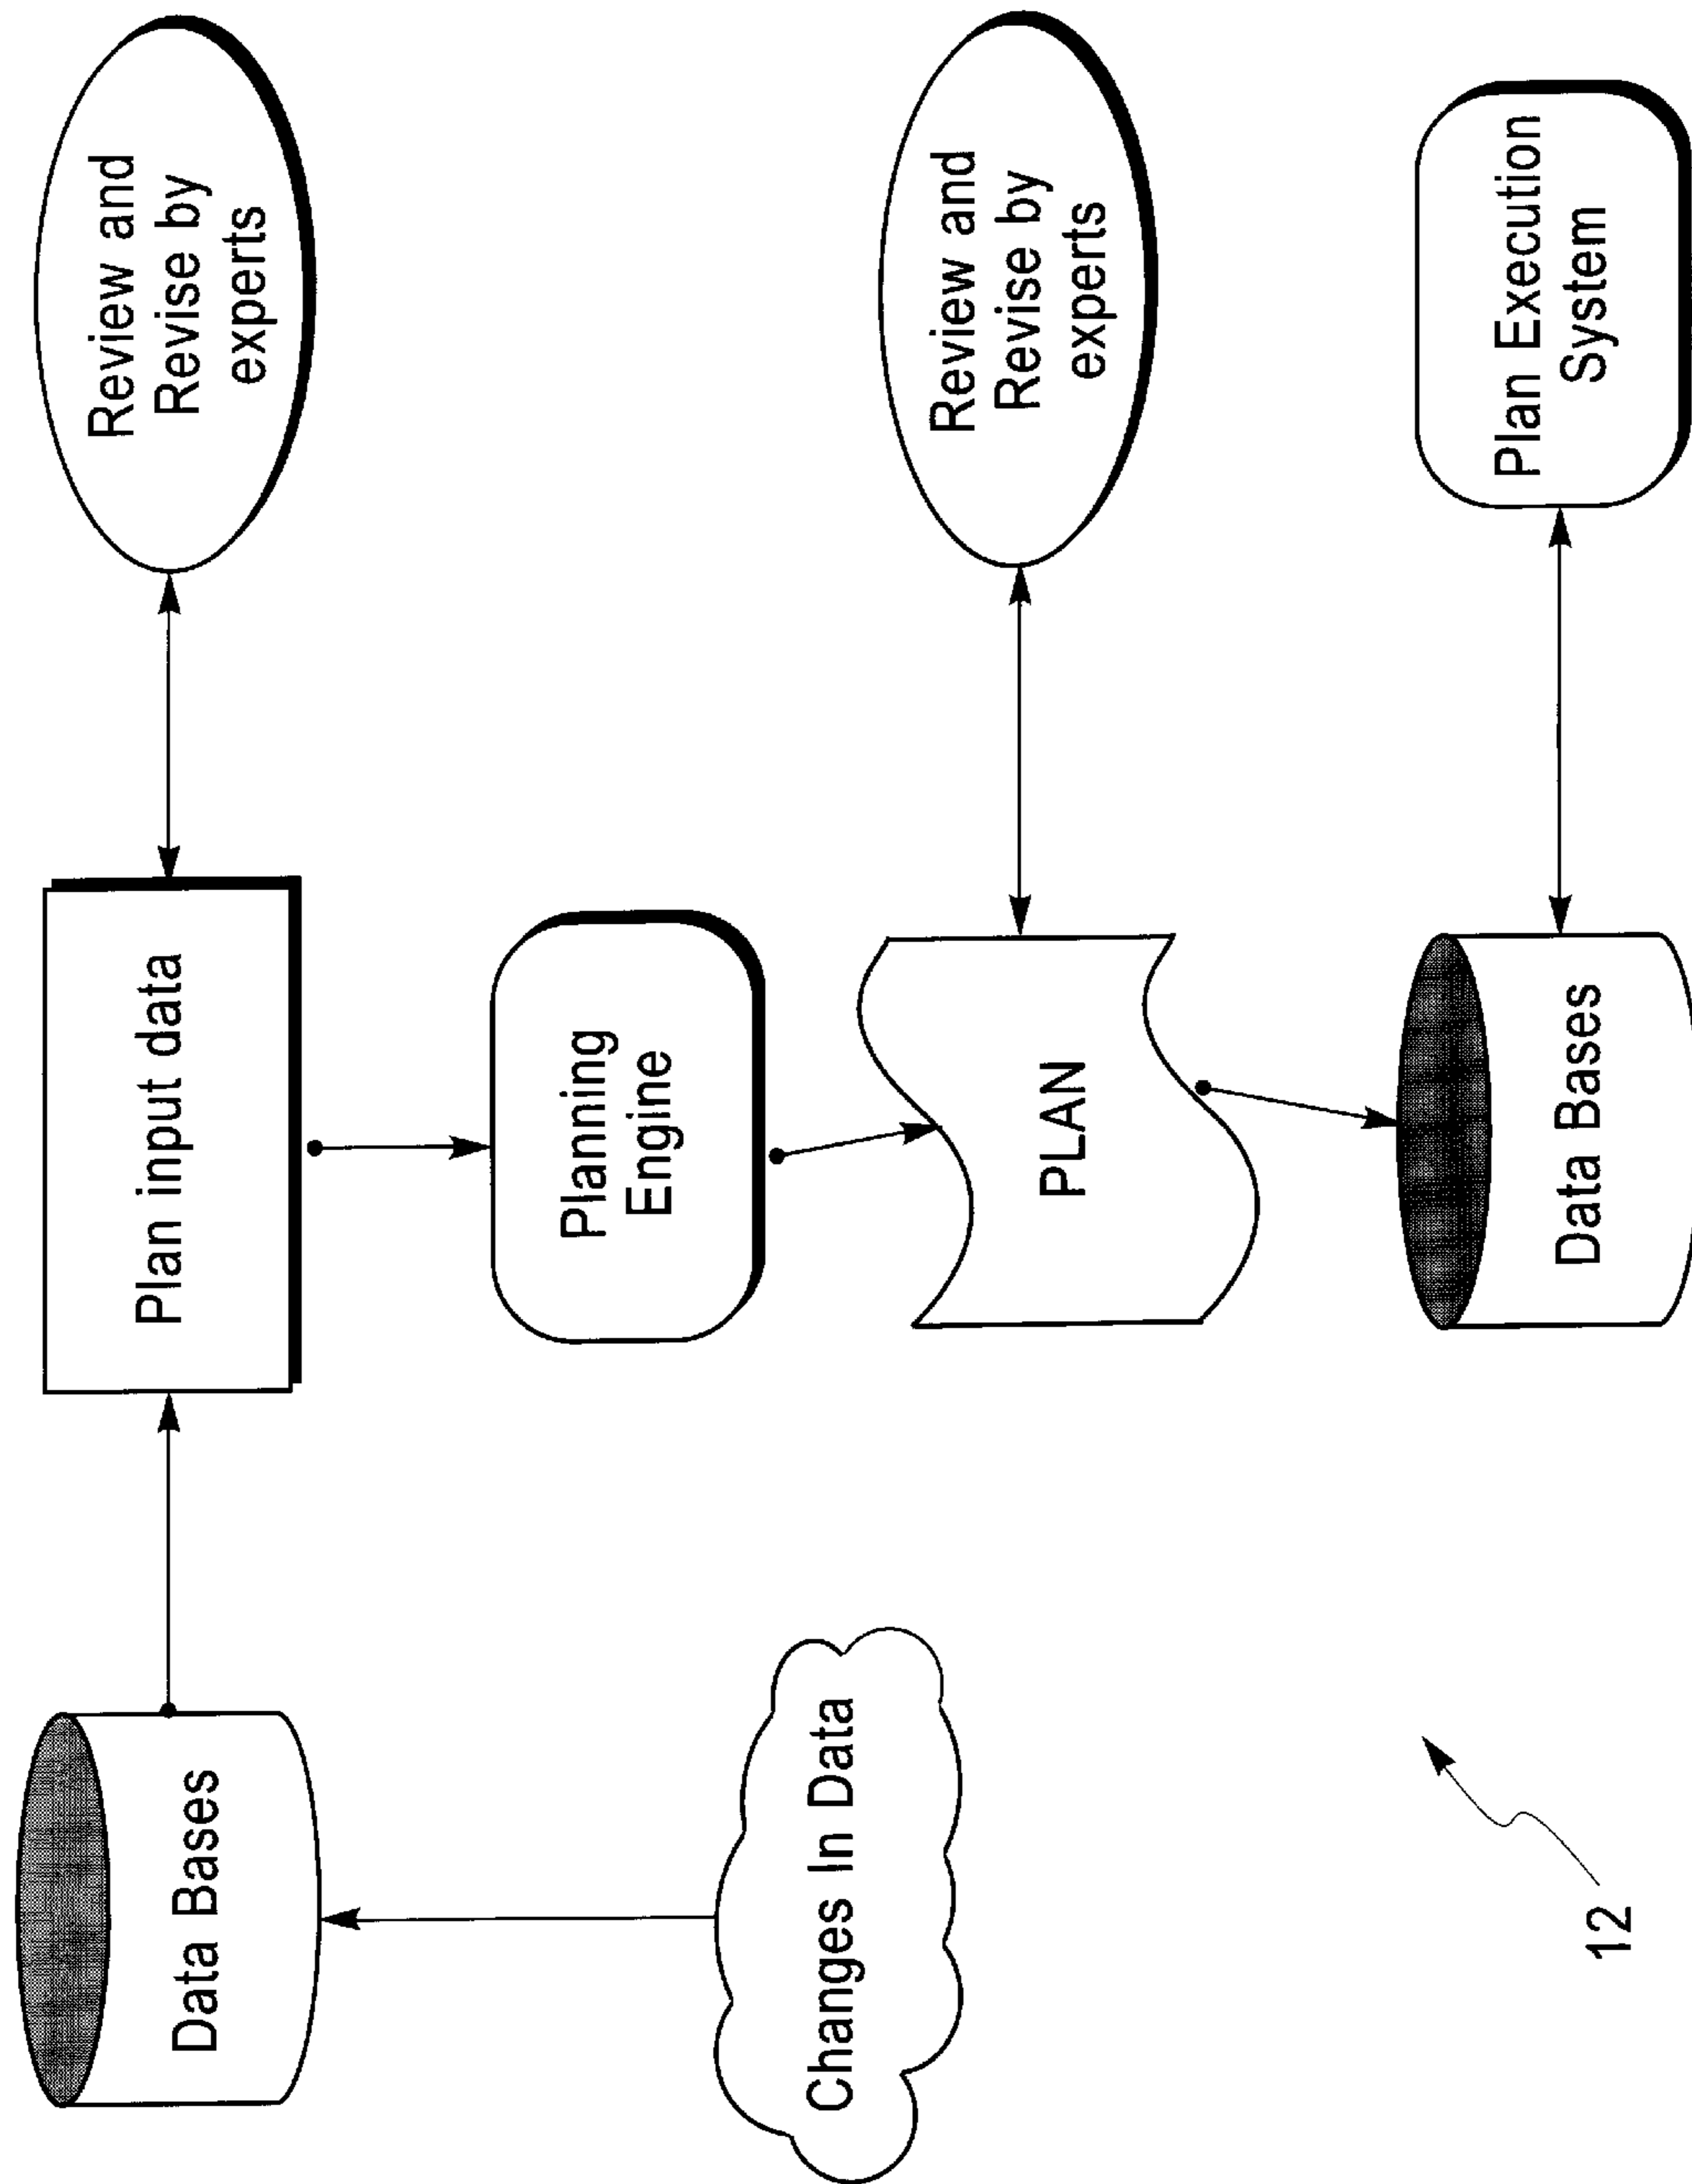 Data Bases
Plan input data
Review and
Revise by
experts
Changes In Data
Planning
Engine
PLAN
Review and
Revise by
experts
12
Data Bases
Plan Execution
System